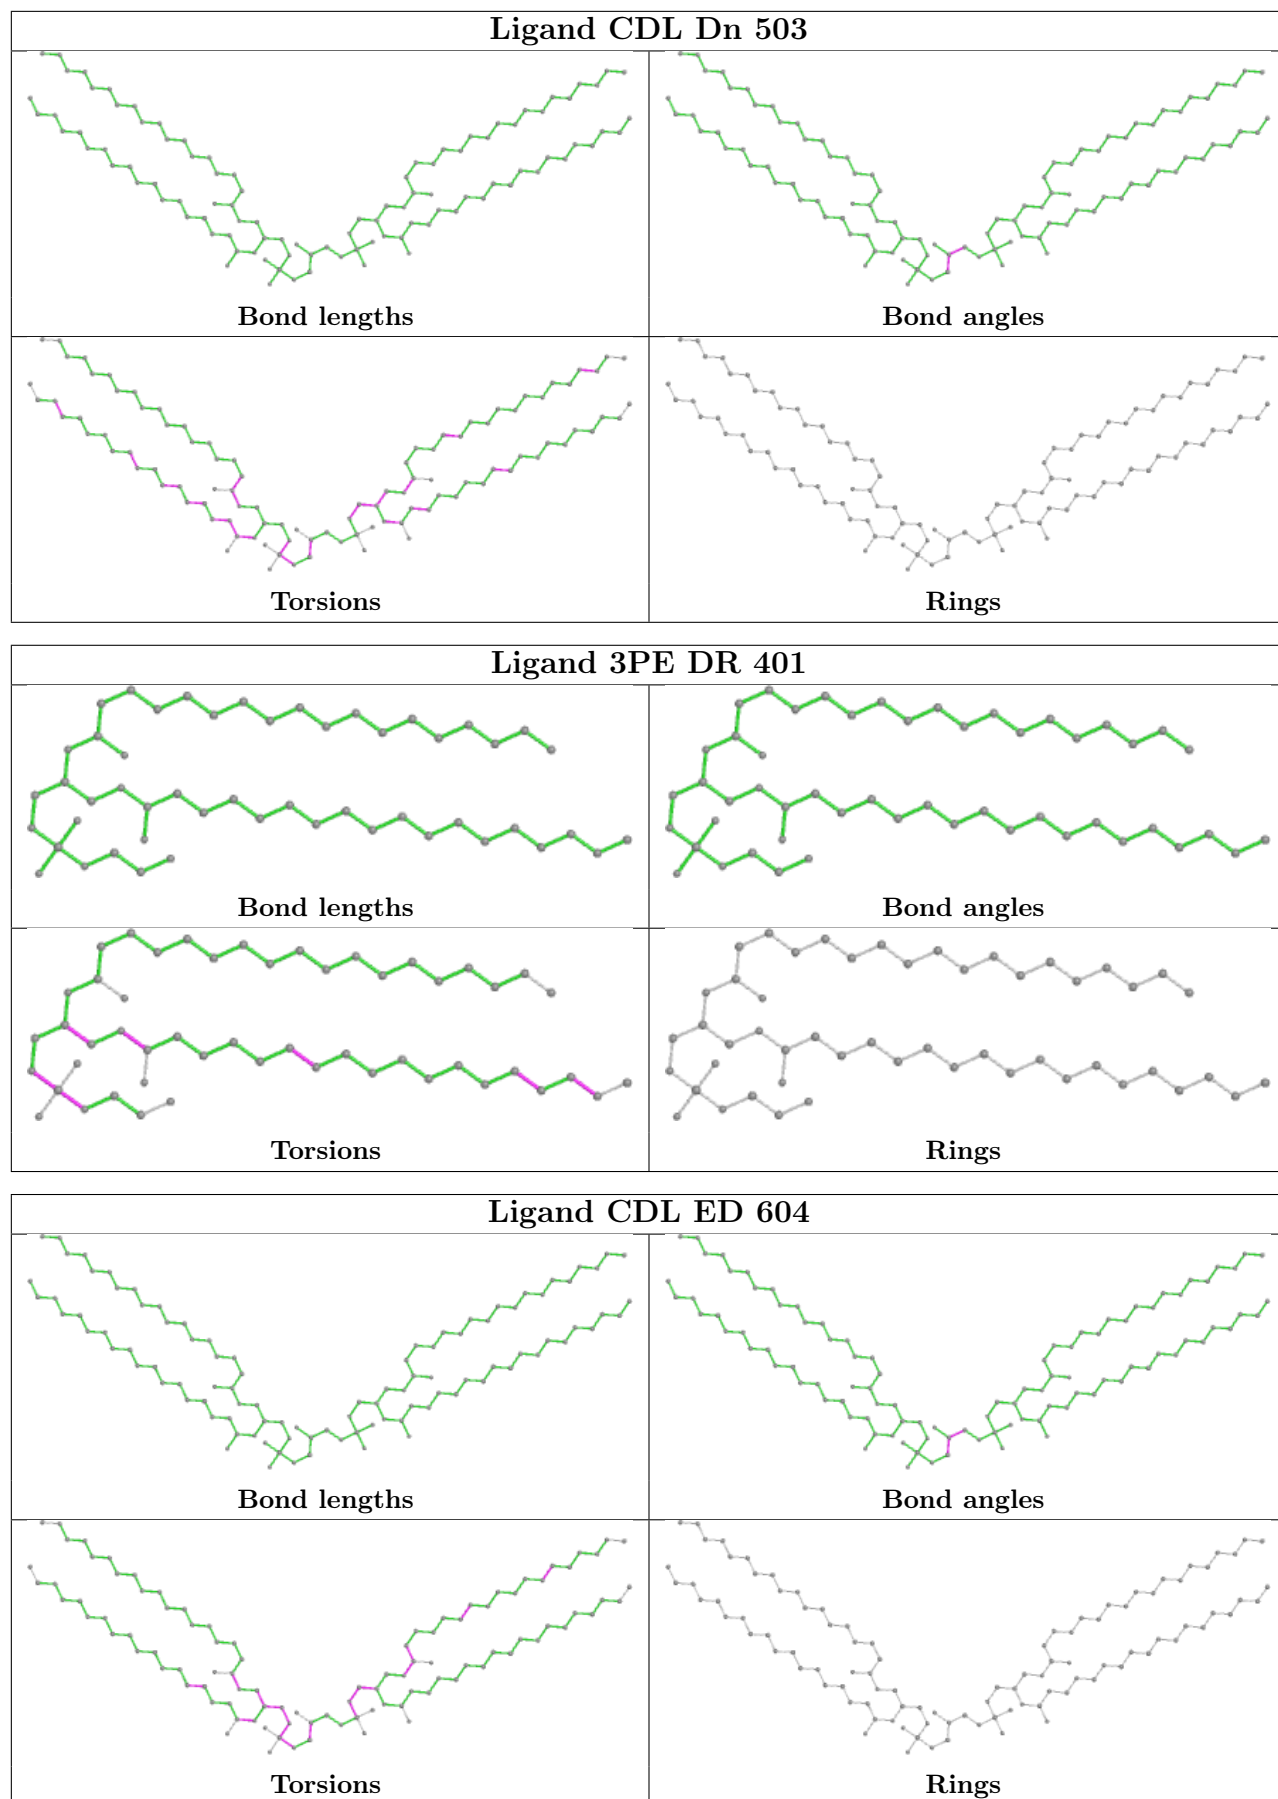 Ligand CDL Dn 503
Bond lengths
Bond angles
Torsions
Rings
Ligand 3PE DR 401
Bond lengths
Bond angles
Torsions
Rings
Ligand CDL ED 604
Bond lengths
Bond angles
Torsions
Rings